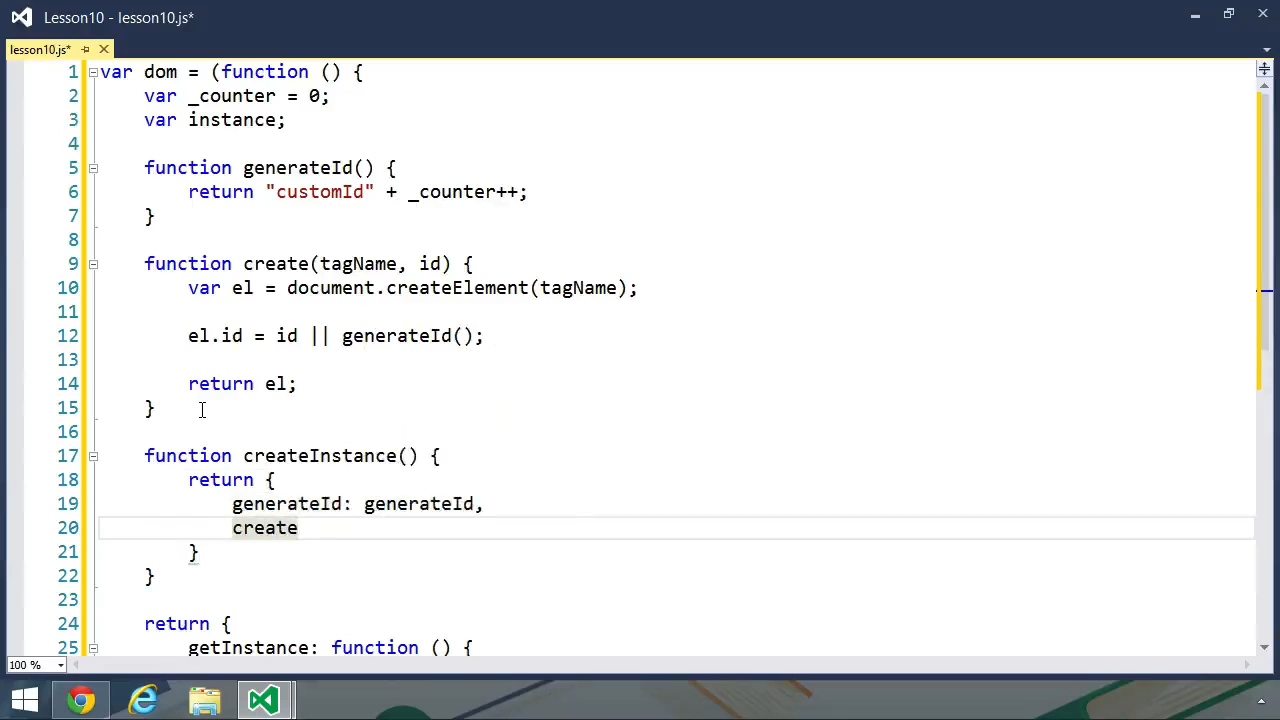 Lesson10 - lesson10.js*
lesson10.js*
1 var dom = (function () {
2 var _counter = 0;
3 var instance;
4
5 function generateId() {
6 return "customId" + _counter++;
7 }
8
9 function create(tagName, id) {
10 var el = document.createElement(tagName);
11
12 el.id = id || generateId();
13
14 return el;
15 }
16
17 function createInstance() {
18 return {
19 generateId: generateId,
20 create
21 }
22 }
23
24 return {
25 getInstance: function () {
100 %